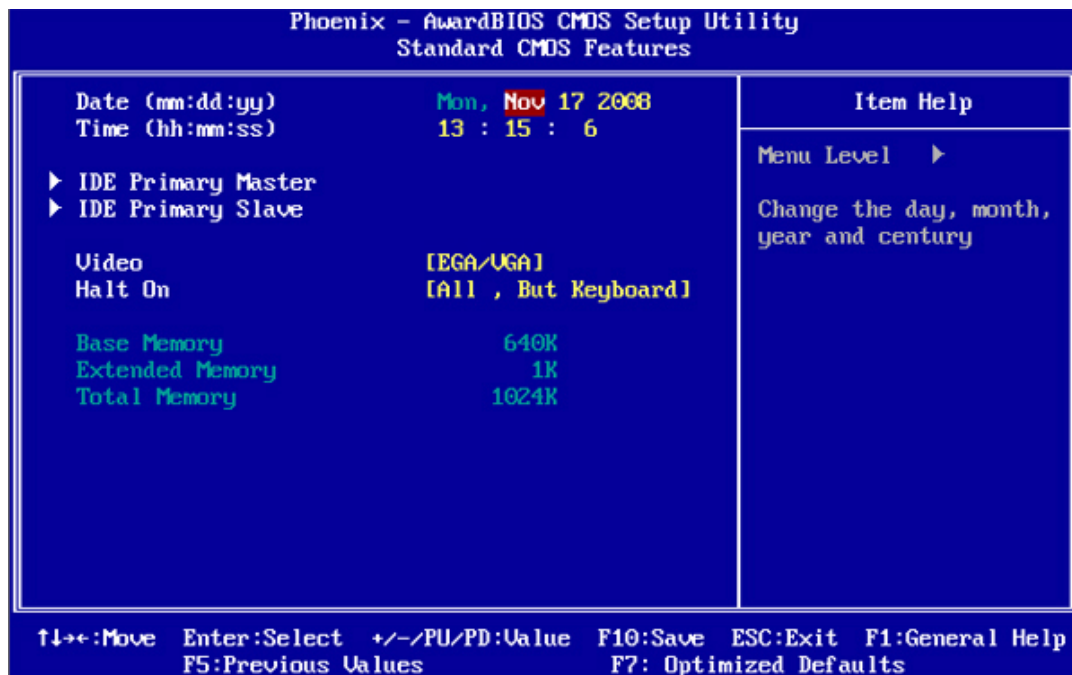 Phoenix - AwardBIOS CMOS Setup Utility
Standard CMOS Features
Date (mm:dd:yy) Mon, Nov 17 2008
Time (hh:mm:ss) 13 : 15 : 6
IDE Primary Master
IDE Primary Slave
Video [EGA/VGA]
Halt On [All , But Keyboard]
Base Memory 640K
Extended Memory 1K
Total Memory 1024K
Item Help
Menu Level
Change the day, month,
year and century
↑↓→←:Move Enter:Select +/-/PU/PD:Value F10:Save ESC:Exit F1:General Help
F5:Previous Values F7: Optimized Defaults